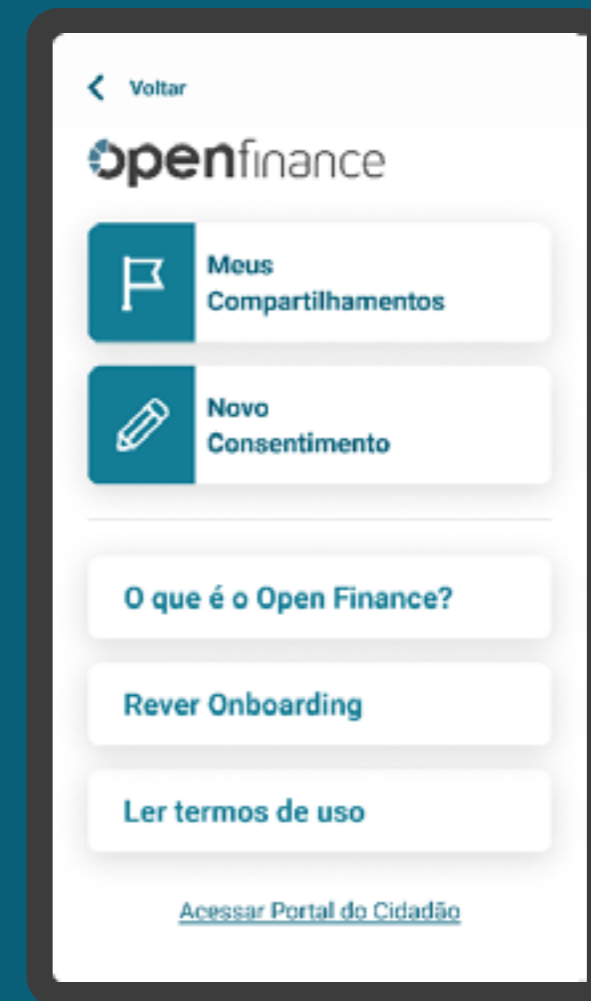 Voltar
openfinance
Meus
Compartilhamentos
Novo
Consentimento
O que é o Open Finance?
Rever Onboarding
Ler termos de uso
Acessar Portal do Cidadão